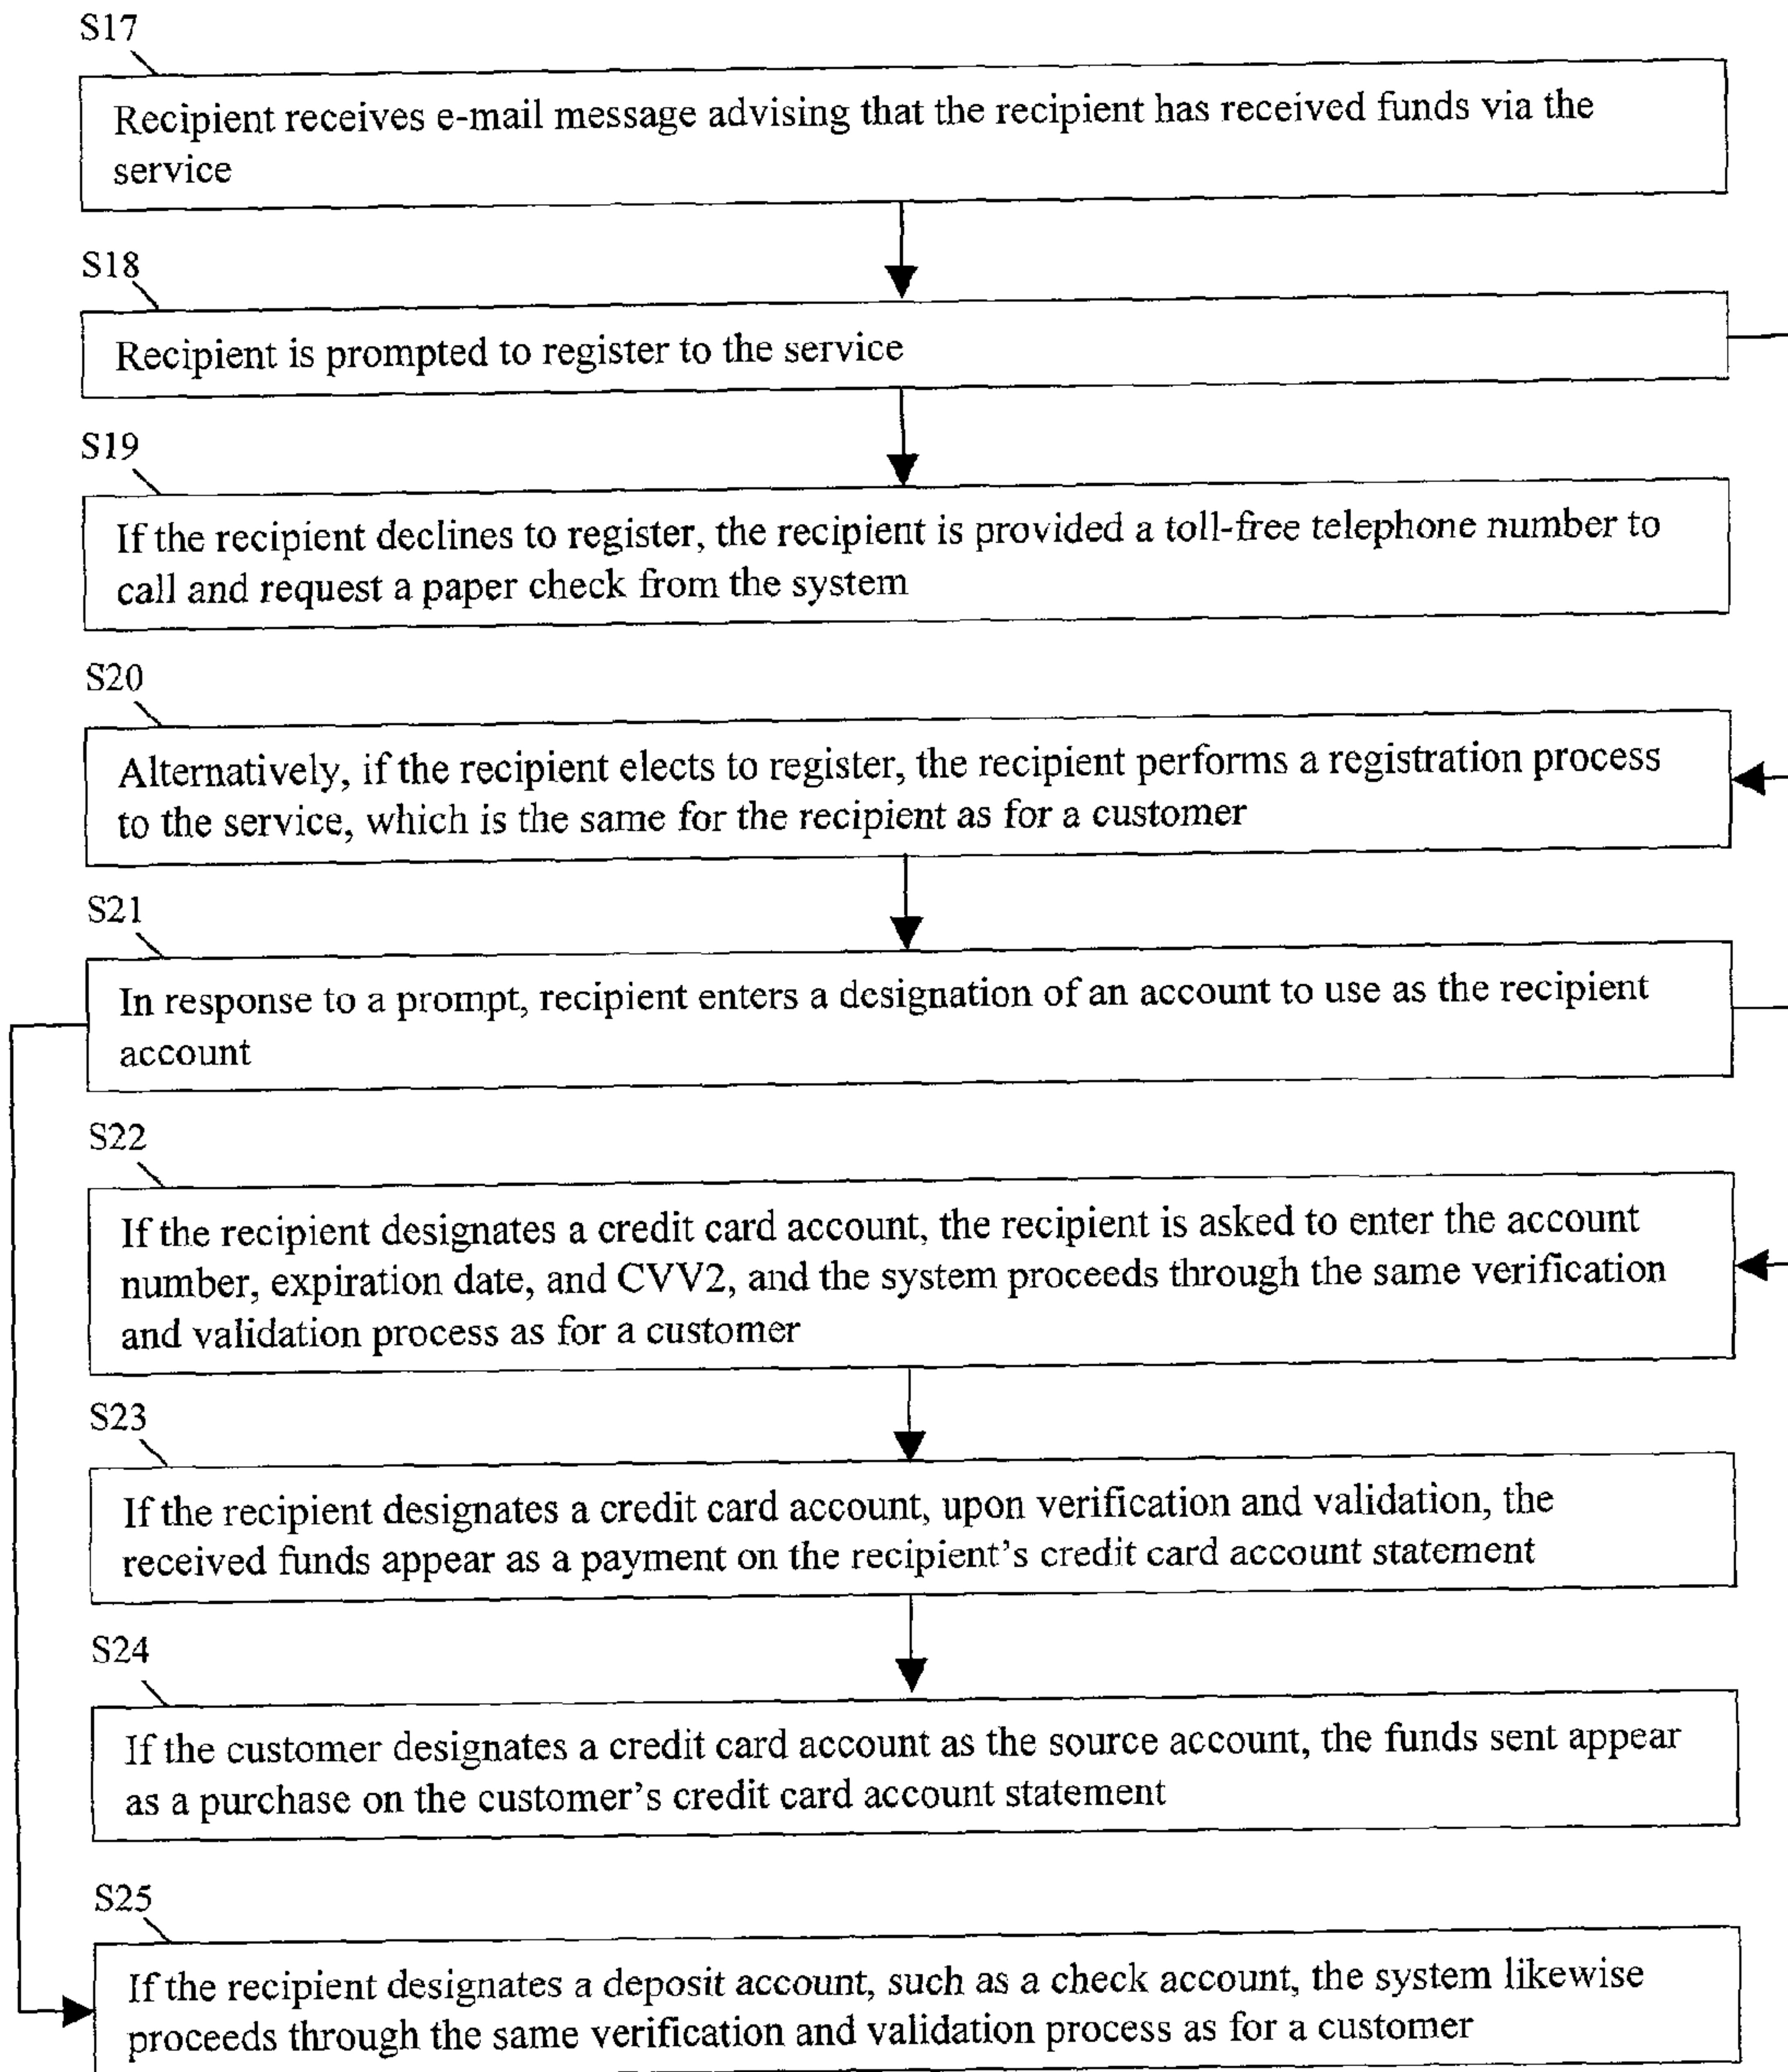 S17
Recipient receives e-mail message advising that the recipient has received funds via the
service
S18
Recipient is prompted to register to the service
S19
If the recipient declines to register, the recipient is provided a toll-free telephone number to
call and request a paper check from the system
S20
Alternatively, if the recipient elects to register, the recipient performs a registration process
to the service, which is the same for the recipient as for a customer
S21
In response to a prompt, recipient enters a designation of an account to use as the recipient
account
S22
If the recipient designates a credit card account, the recipient is asked to enter the account
number, expiration date, and CVV2, and the system proceeds through the same verification
and validation process as for a customer
S23
If the recipient designates a credit card account, upon verification and validation, the
received funds appear as a payment on the recipient's credit card account statement
S24
If the customer designates a credit card account as the source account, the funds sent appear
as a purchase on the customer's credit card account statement
S25
If the recipient designates a deposit account, such as a check account, the system likewise
proceeds through the same verification and validation process as for a customer